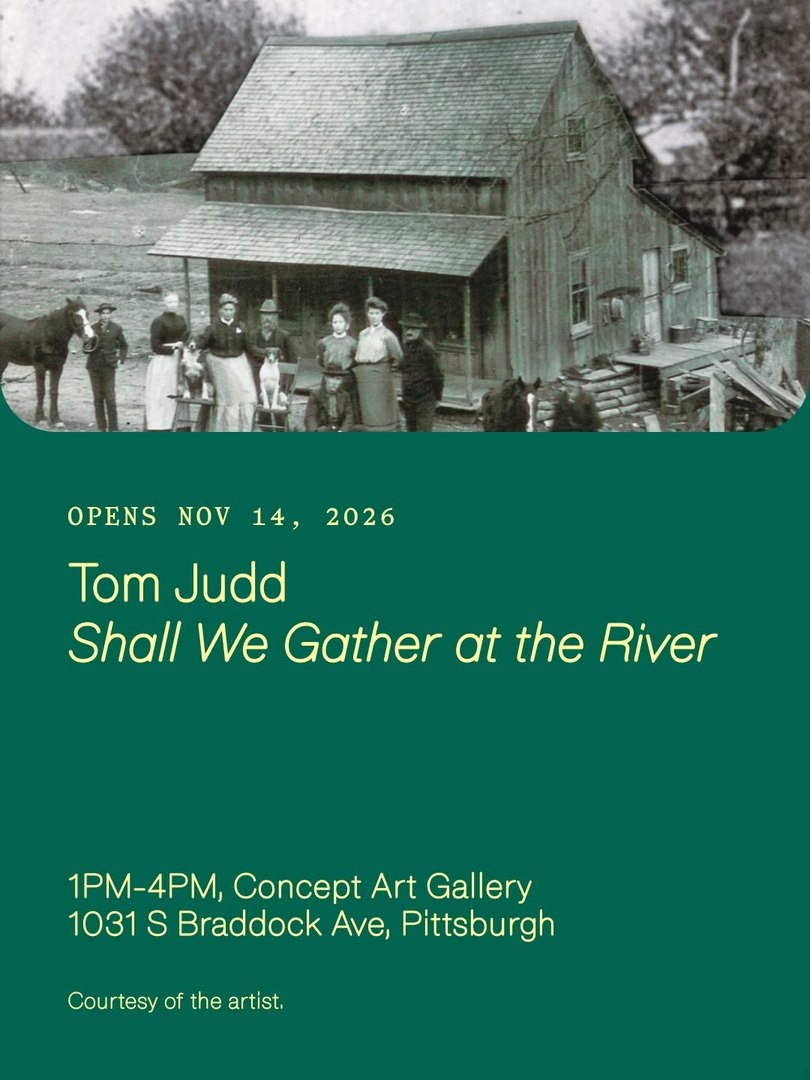 OPENS NOV 14, 2026
Tom Judd
Shall We Gather at the River
1PM-4PM, Concept Art Gallery
1031 S Braddock Ave, Pittsburgh
Courtesy of the artist.